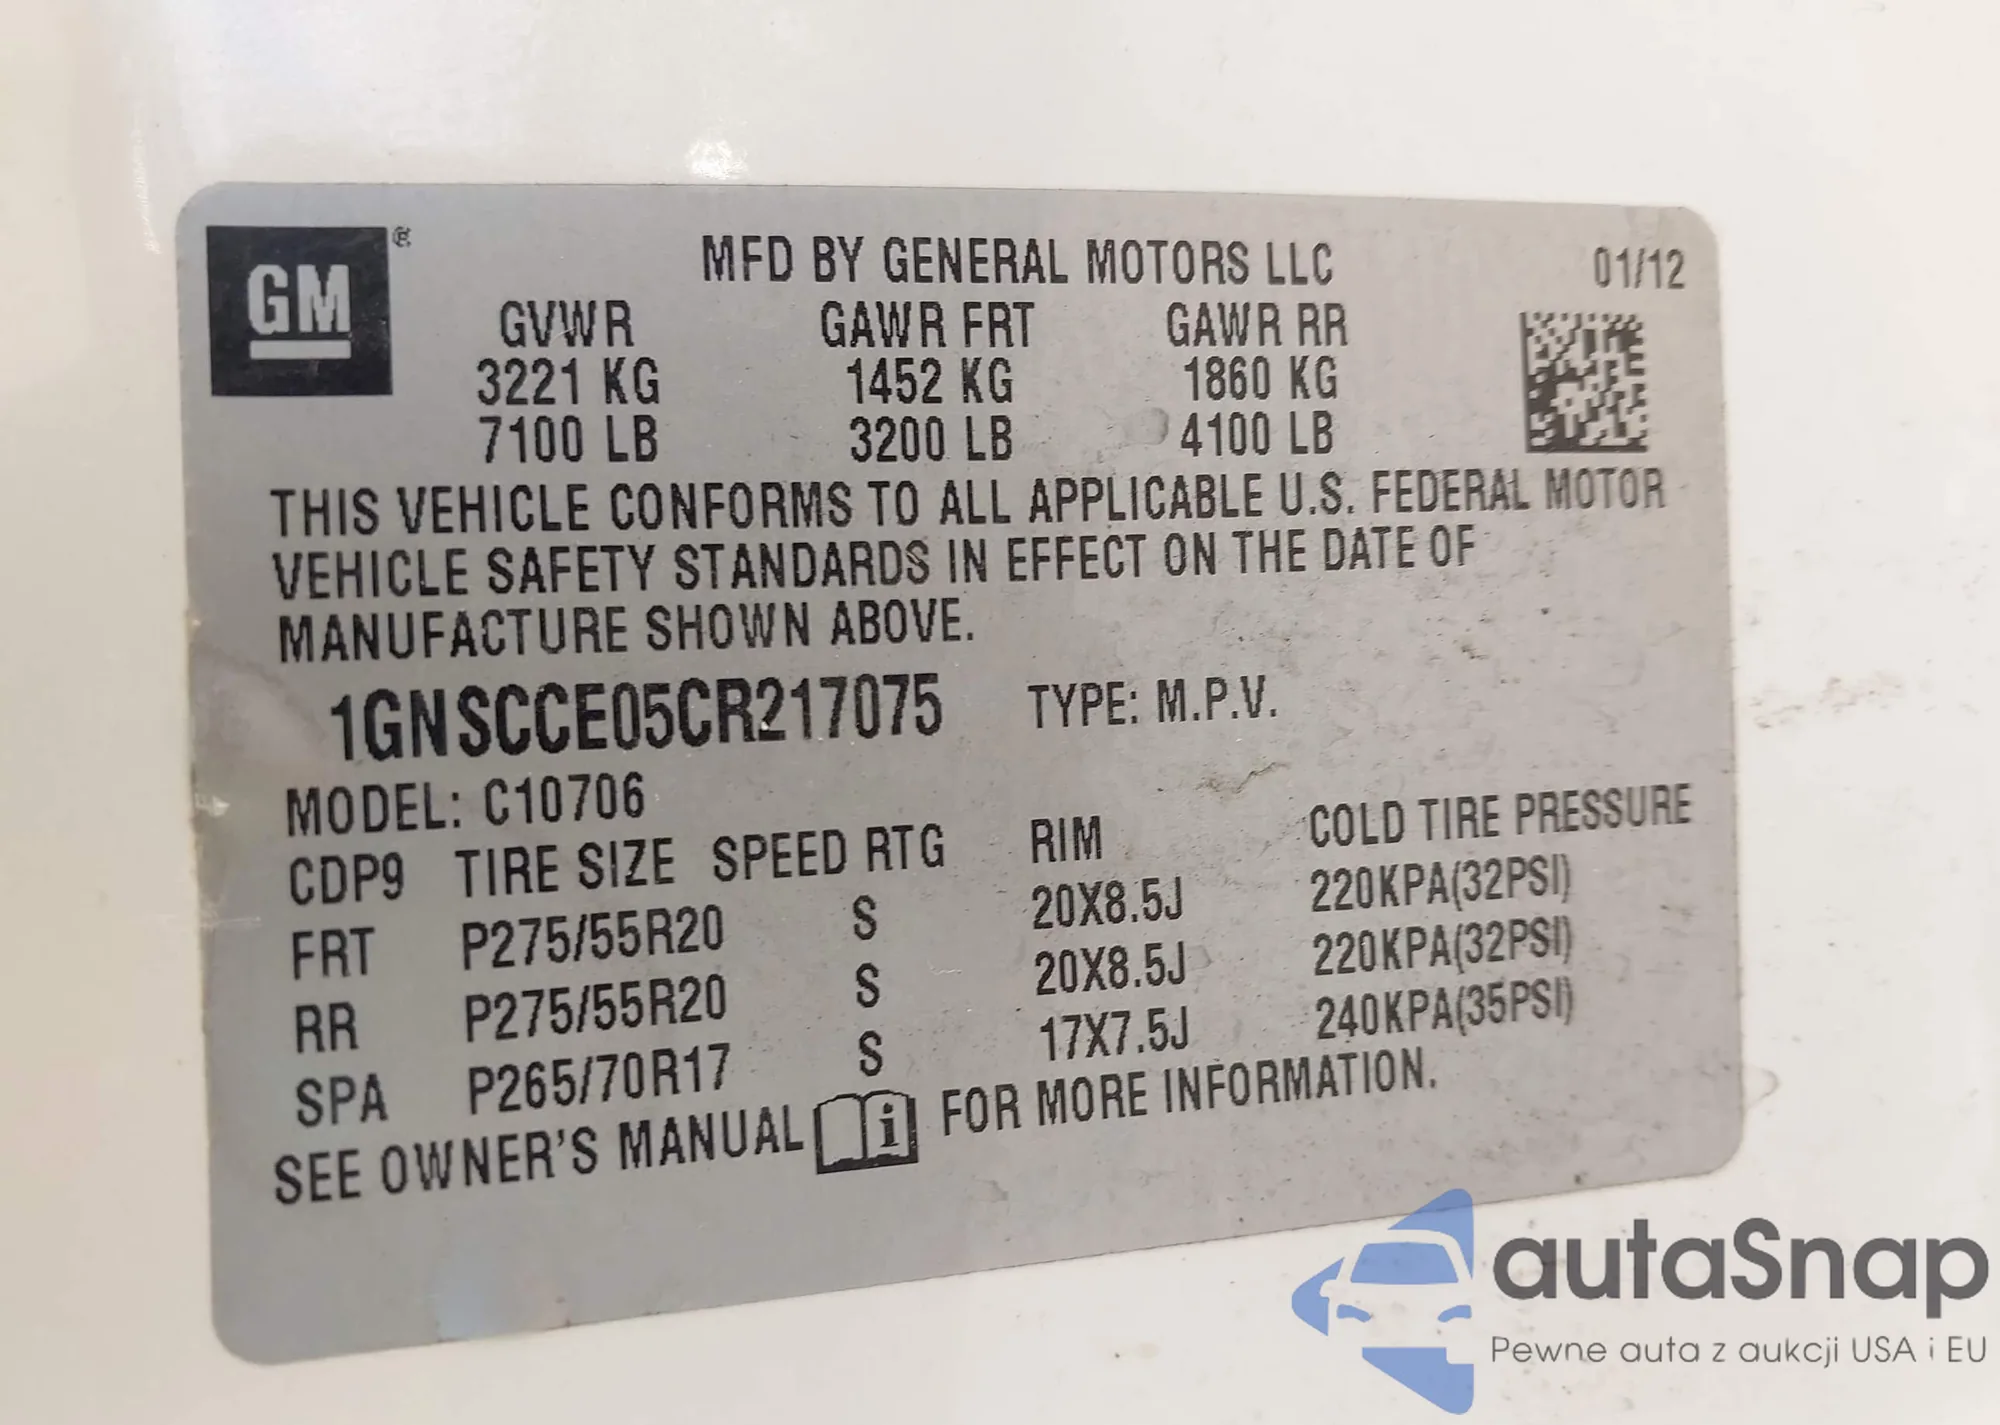 GM
MFD BY GENERAL MOTORS LLC 01/12
GVWR GAWR FRT GAWR RR
3221 KG 1452 KG 1860 KG
7100 LB 3200 LB 4100 LB
THIS VEHICLE CONFORMS TO ALL APPLICABLE U.S. FEDERAL MOTOR
VEHICLE SAFETY STANDARDS IN EFFECT ON THE DATE OF
MANUFACTURE SHOWN ABOVE.
1GNSCCE05CR217075 TYPE: M.P.V.
MODEL: C10706
CDP9 TIRE SIZE SPEED RTG RIM COLD TIRE PRESSURE
FRT P275/55R20 S 20X8.5J 220KPA(32PSI)
RR P275/55R20 S 20X8.5J 220KPA(32PSI)
SPA P265/70R17 S 17X7.5J 240KPA(35PSI)
SEE OWNER'S MANUAL i FOR MORE INFORMATION.
autaSnap
Pewne auta z aukcji USA i EU